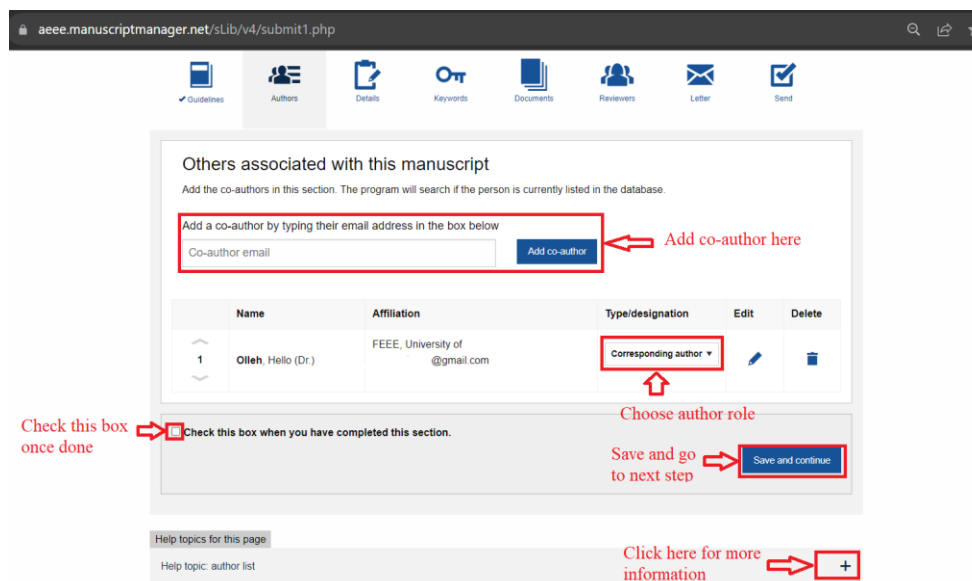 aeee.manuscriptmanager.net/sLib/v4/submit1.php
✔ Guidelines
Authors
Details
Keywords
Documents
Reviewers
Letter
Send
Others associated with this manuscript
Add the co-authors in this section. The program will search if the person is currently listed in the database.
Add a co-author by typing their email address in the box below
Co-author email
Add co-author
Add co-author here
Name Affiliation Type/designation Edit Delete
FEEE, University of
1 Olleh, Hello (Dr.) @gmail.com Corresponding author ▾
Choose author role
Check this box
once done
Check this box when you have completed this section.
Save and go
to next step
Save and continue
Help topics for this page
Help topic: author list
Click here for more
information
+